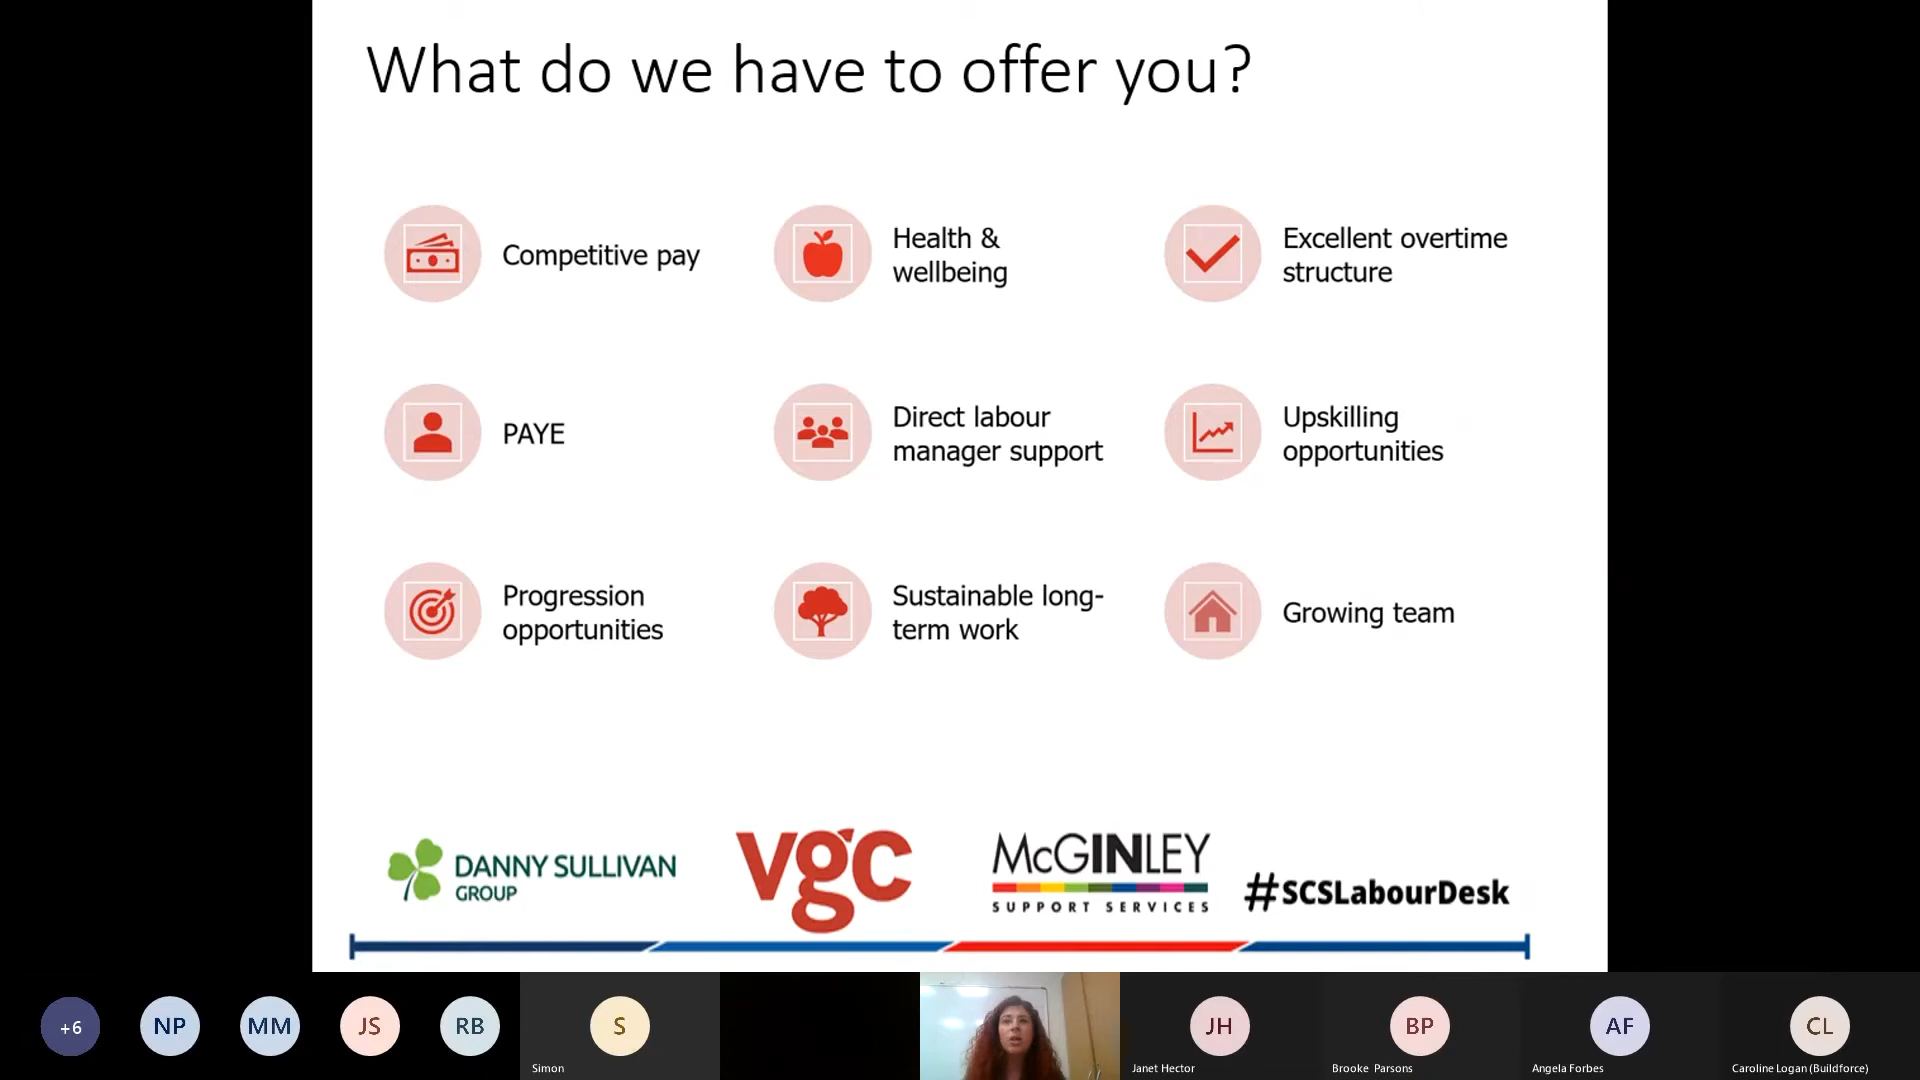 What do we have to offer you?
Competitive pay
Health &
wellbeing
Excellent overtime
structure
PAYE
Direct labour
manager support
Upskilling
opportunities
Progression
opportunities
Sustainable long-
term work
Growing team
DANNY SULLIVAN
GROUP
vgc
McGINLEY
SUPPORT SERVICES
#SCSLabourDesk
+6
NP
MM
JS
RB
S
Simon
JH
Janet Hector
BP
Brooke Parsons
AF
Angela Forbes
CL
Caroline Logan (Buildforce)